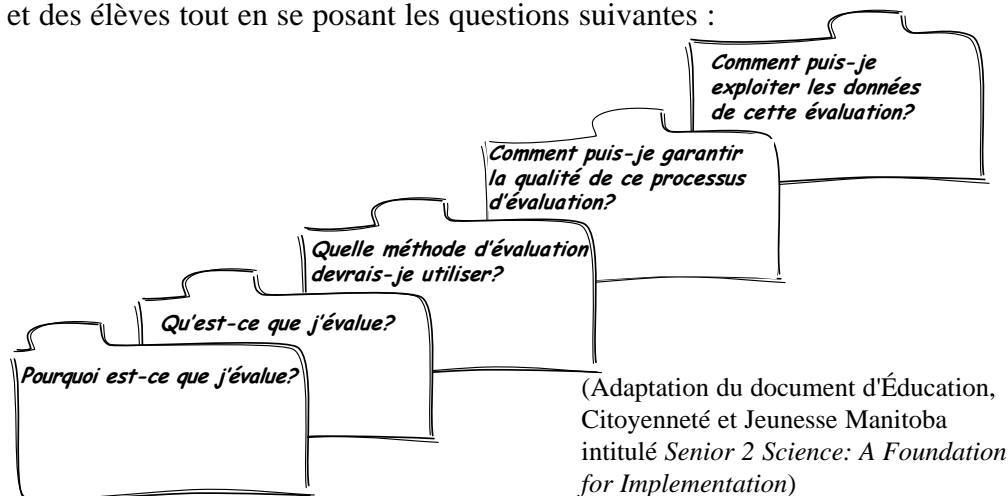 et des élèves tout en se posant les questions suivantes :
Comment puis-je
exploiter les données
de cette évaluation?
Comment puis-je garantir
la qualité de ce processus
d'évaluation?
Quelle méthode d'évaluation
devrais-je utiliser?
Qu'est-ce que j'évalue?
Pourquoi est-ce que j'évalue?
(Adaptation du document d'Éducation,
Citoyenneté et Jeunesse Manitoba
intitulé Senior 2 Science: A Foundation
for Implementation)